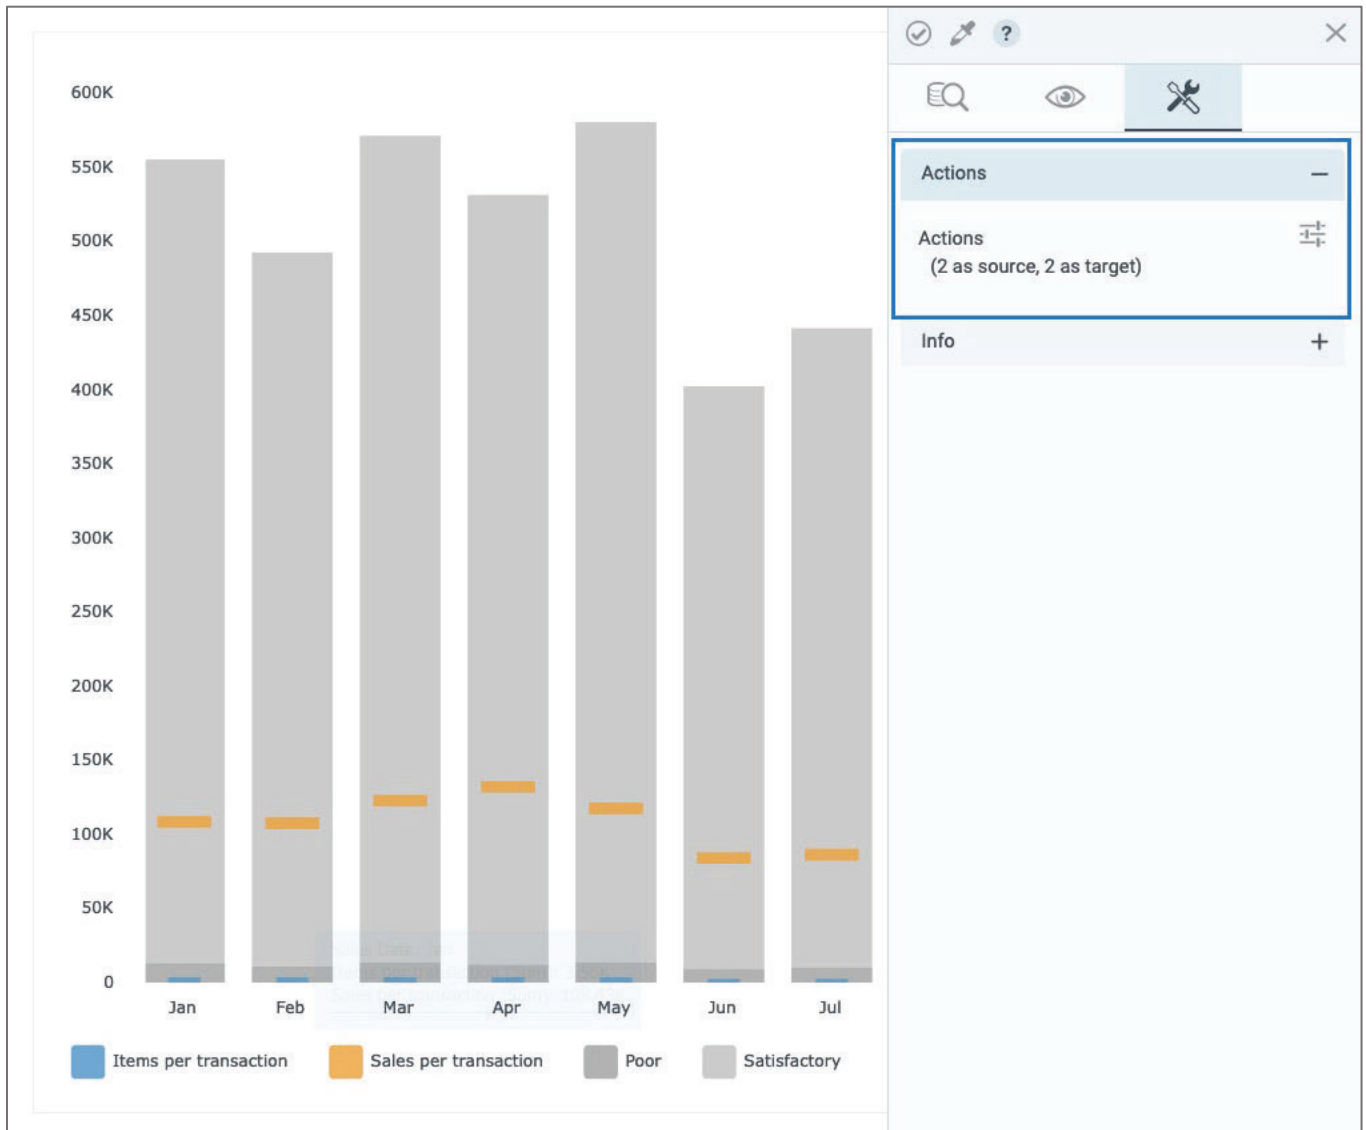 ?
600K
550K
500K
450K
400K
350K
300K
250K
200K
150K
100K
50K
0
Jan Feb Mar Apr May Jun Jul
Items per transaction Sales per transaction Poor Satisfactory
Actions
Actions
(2 as source, 2 as target)
Info